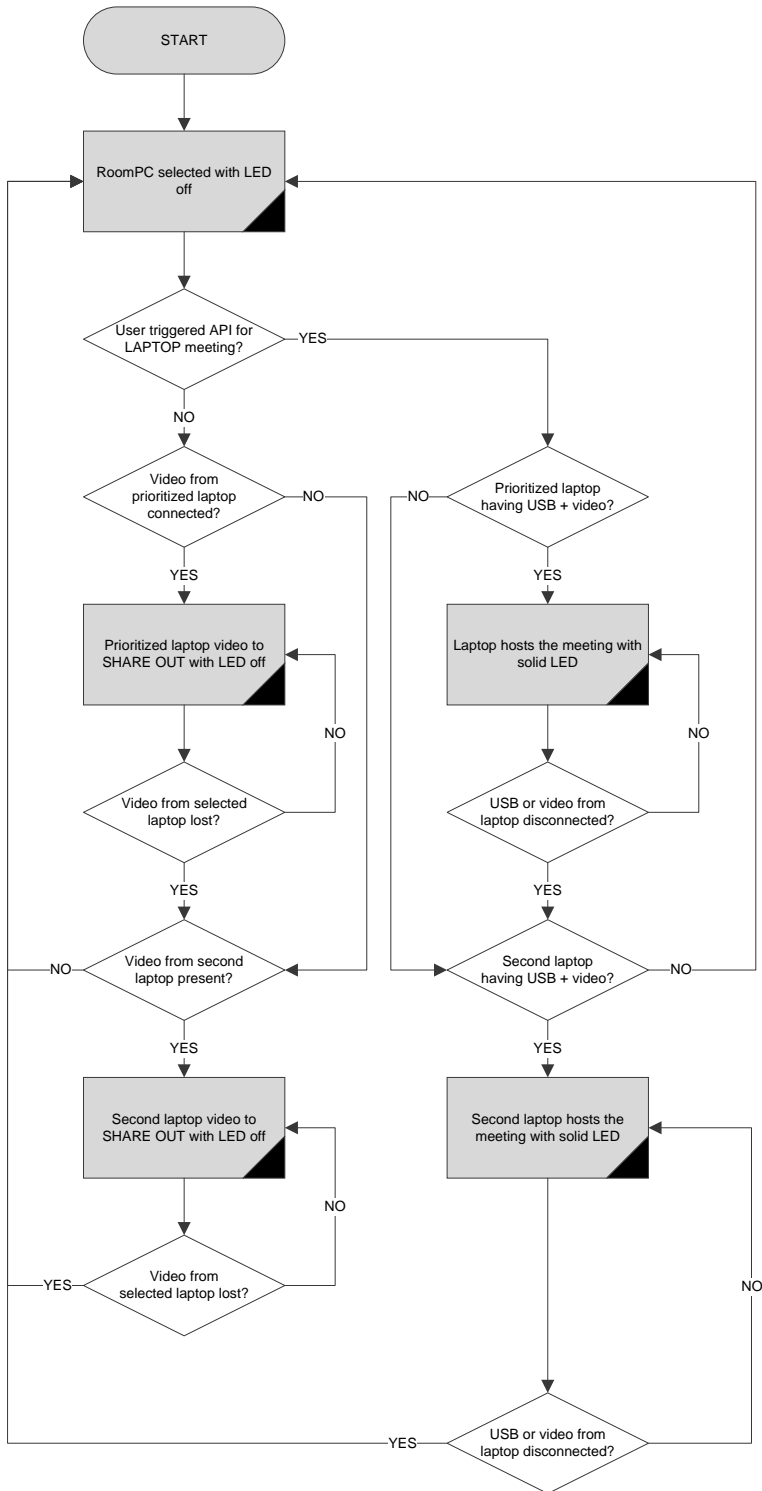 START
RoomPC selected with LED
off
User triggered API for
LAPTOP meeting?
YES
NO
Video from
prioritized laptop
connected?
NO
NO
Prioritized laptop
having USB + video?
YES
YES
Prioritized laptop video to
SHARE OUT with LED off
Laptop hosts the meeting with
solid LED
NO
NO
Video from selected
laptop lost?
USB or video from
laptop disconnected?
YES
YES
NO
Video from second
laptop present?
Second laptop
having USB + video?
NO
YES
YES
Second laptop video to
SHARE OUT with LED off
Second laptop hosts the
meeting with solid LED
NO
YES
Video from
selected laptop lost?
NO
YES
USB or video from
laptop disconnected?